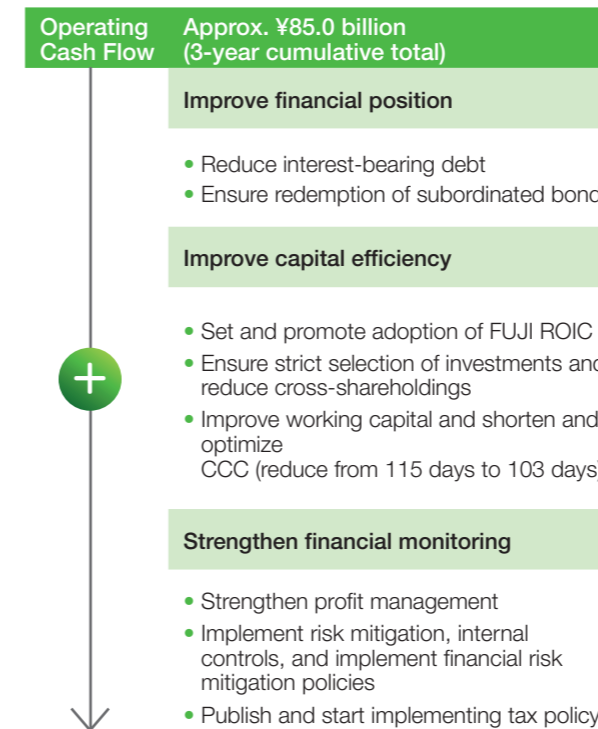 Operating Cash Flow
Approx. ¥85.0 billion
(3-year cumulative total)
Improve financial position
• Reduce interest-bearing debt
• Ensure redemption of subordinated bond
Improve capital efficiency
+
• Set and promote adoption of FUJI ROIC
• Ensure strict selection of investments and
reduce cross-shareholdings
• Improve working capital and shorten and
optimize
CCC (reduce from 115 days to 103 days)
Strengthen financial monitoring
• Strengthen profit management
• Implement risk mitigation, internal
controls, and implement financial risk
mitigation policies
• Publish and start implementing tax policy